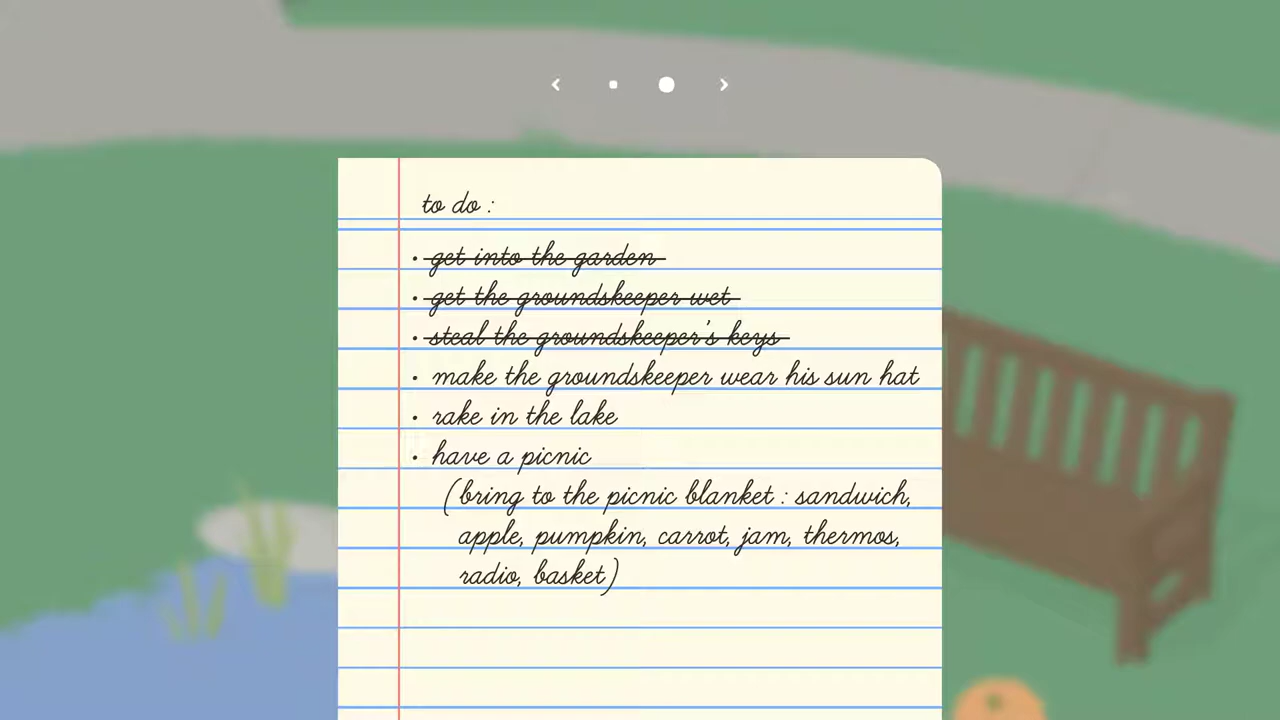 to do :
• get into the garden
• get the groundskeeper wet
• steal the groundskeeper's keys
• make the groundskeeper wear his sun hat
• rake in the lake
• have a picnic
(bring to the picnic blanket : sandwich,
apple, pumpkin, carrot, jam, thermos,
radio, basket)